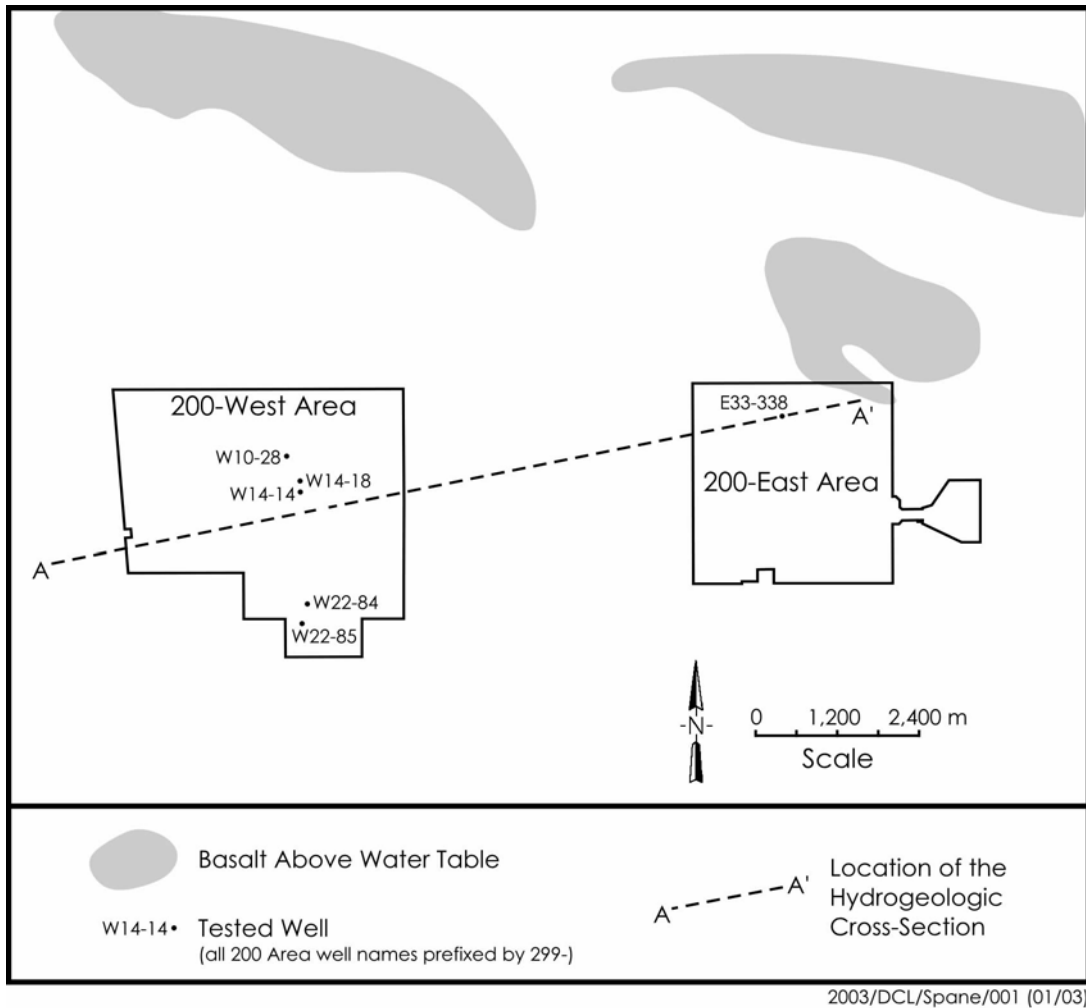 200-West Area
E33-338
A'
W10-28
W14-18
W14-14
200-East Area
A
W22-84
W22-85
-N-
0 1,200 2,400 m
Scale
Basalt Above Water Table
W14-14 Tested Well
(all 200 Area well names prefixed by 299-)
A A'
Location of the
Hydrogeologic
Cross-Section
2003/DCL/Spane/001 (01/03)